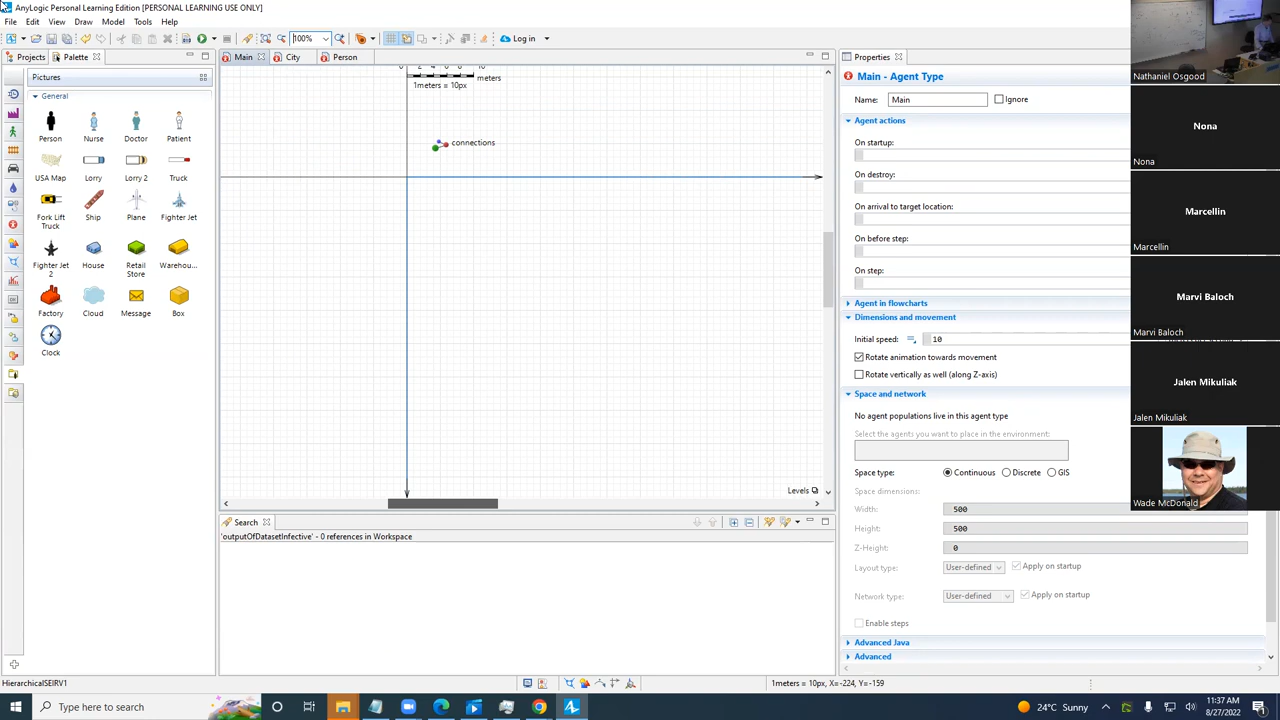 AnyLogic Personal Learning Edition [PERSONAL LEARNING USE ONLY]
File Edit View Draw Model Tools Help
100%
Log in
Projects Palette
Main City Person
Properties
Pictures
General
Person Nurse Doctor Patient
USA Map Lorry Lorry 2 Truck
Fork Lift Truck Ship Plane Fighter Jet
Fighter Jet 2 House Retail Store Warehou...
Factory Cloud Message Box
Clock
0 2 4 6 8 10
meters
1meters = 10px
connections
Levels
Search
'outputOfDatasetInfective' - 0 references in Workspace
Main - Agent Type
Name: Main Ignore
Agent actions
On startup:
On destroy:
On arrival to target location:
On before step:
On step:
Agent in flowcharts
Dimensions and movement
Initial speed: 10
Rotate animation towards movement
Rotate vertically as well (along Z-axis)
Space and network
No agent populations live in this agent type
Select the agents you want to place in the environment:
Space type: Continuous Discrete GIS
Space dimensions:
Width: 500
Height: 500
Z-Height: 0
Layout type: User-defined Apply on startup
Network type: User-defined Apply on startup
Enable steps
Advanced Java
Advanced
Nathaniel Osgood
Nona
Nona
Marcellin
Marcellin
Marvi Baloch
Marvi Baloch
Jalen Mikuliak
Jalen Mikuliak
Wade McDonald
HierarchicalSEIRV1
1meters = 10px, X=-224, Y=-159
Type here to search
24°C Sunny
11:37 AM
8/27/2022